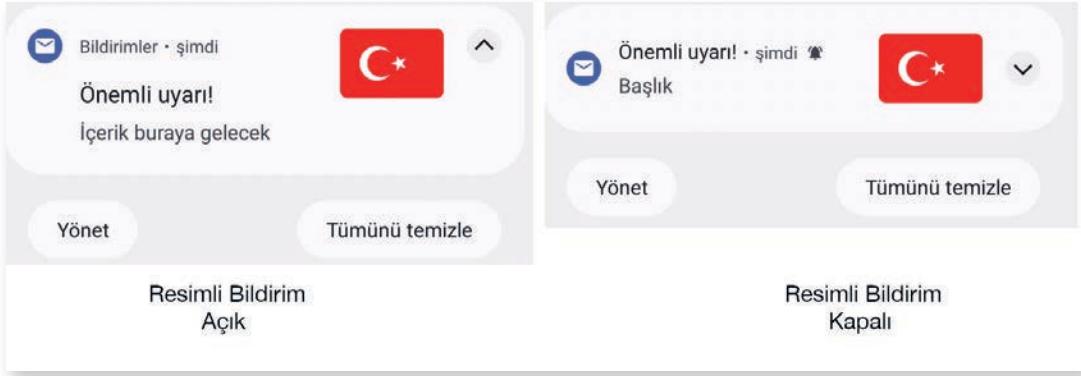 Bildirimler • şimdi
Önemli uyarı!
İçerik buraya gelecek
Yönet
Tümünü temizle
Resimli Bildirim
Açık
Önemli uyarı! • şimdi
Başlık
Yönet
Tümünü temizle
Resimli Bildirim
Kapalı